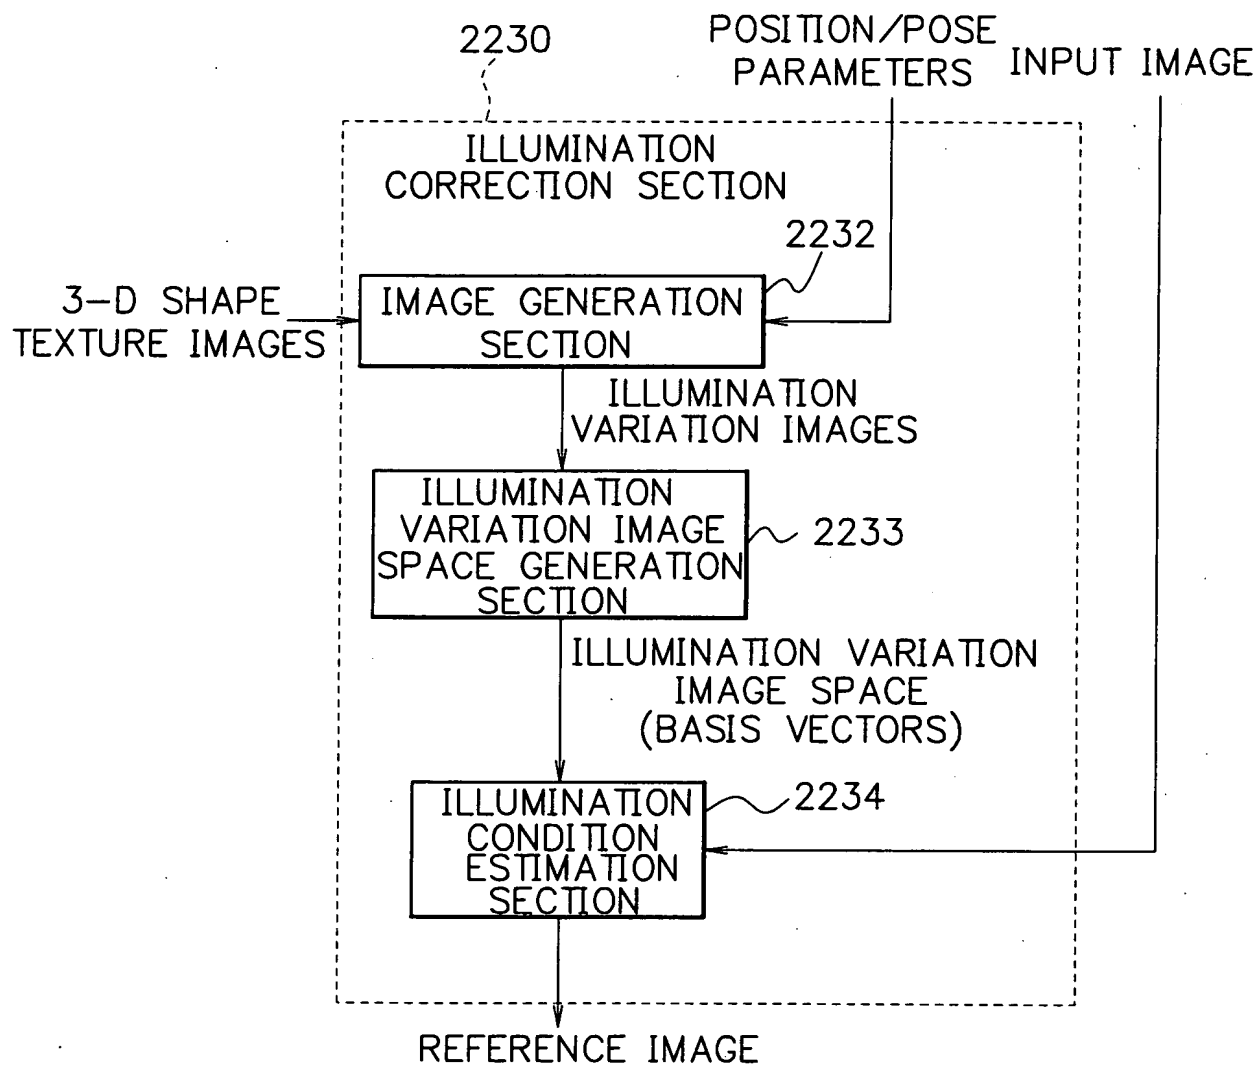 2230
POSITION/POSE
PARAMETERS
INPUT IMAGE
ILLUMINATION
CORRECTION SECTION
2232
3-D SHAPE
TEXTURE IMAGES
IMAGE GENERATION
SECTION
ILLUMINATION
VARIATION IMAGES
ILLUMINATION
VARIATION IMAGE
SPACE GENERATION
SECTION
2233
ILLUMINATION VARIATION
IMAGE SPACE
(BASIS VECTORS)
2234
ILLUMINATION
CONDITION
ESTIMATION
SECTION
REFERENCE IMAGE